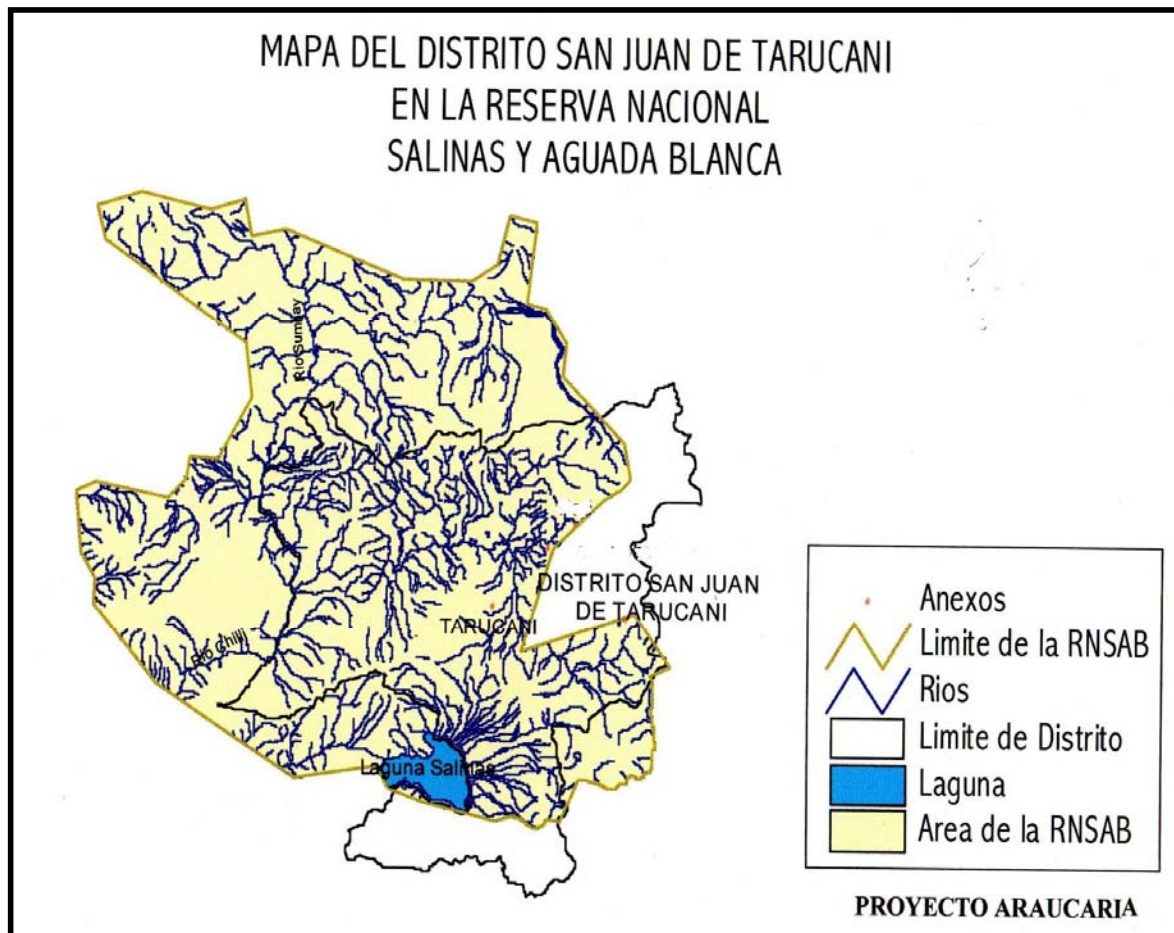 MAPA DEL DISTRITO SAN JUAN DE TARUCANI
EN LA RESERVA NACIONAL
SALINAS Y AGUADA BLANCA
Rio Sumbay
DISTRITO SAN JUAN
DE TARUCANI
TARUCANI
Rio Chili
Laguna Salinas
Anexos
Limite de la RNSAB
Rios
Limite de Distrito
Laguna
Area de la RNSAB
PROYECTO ARAUCARIA